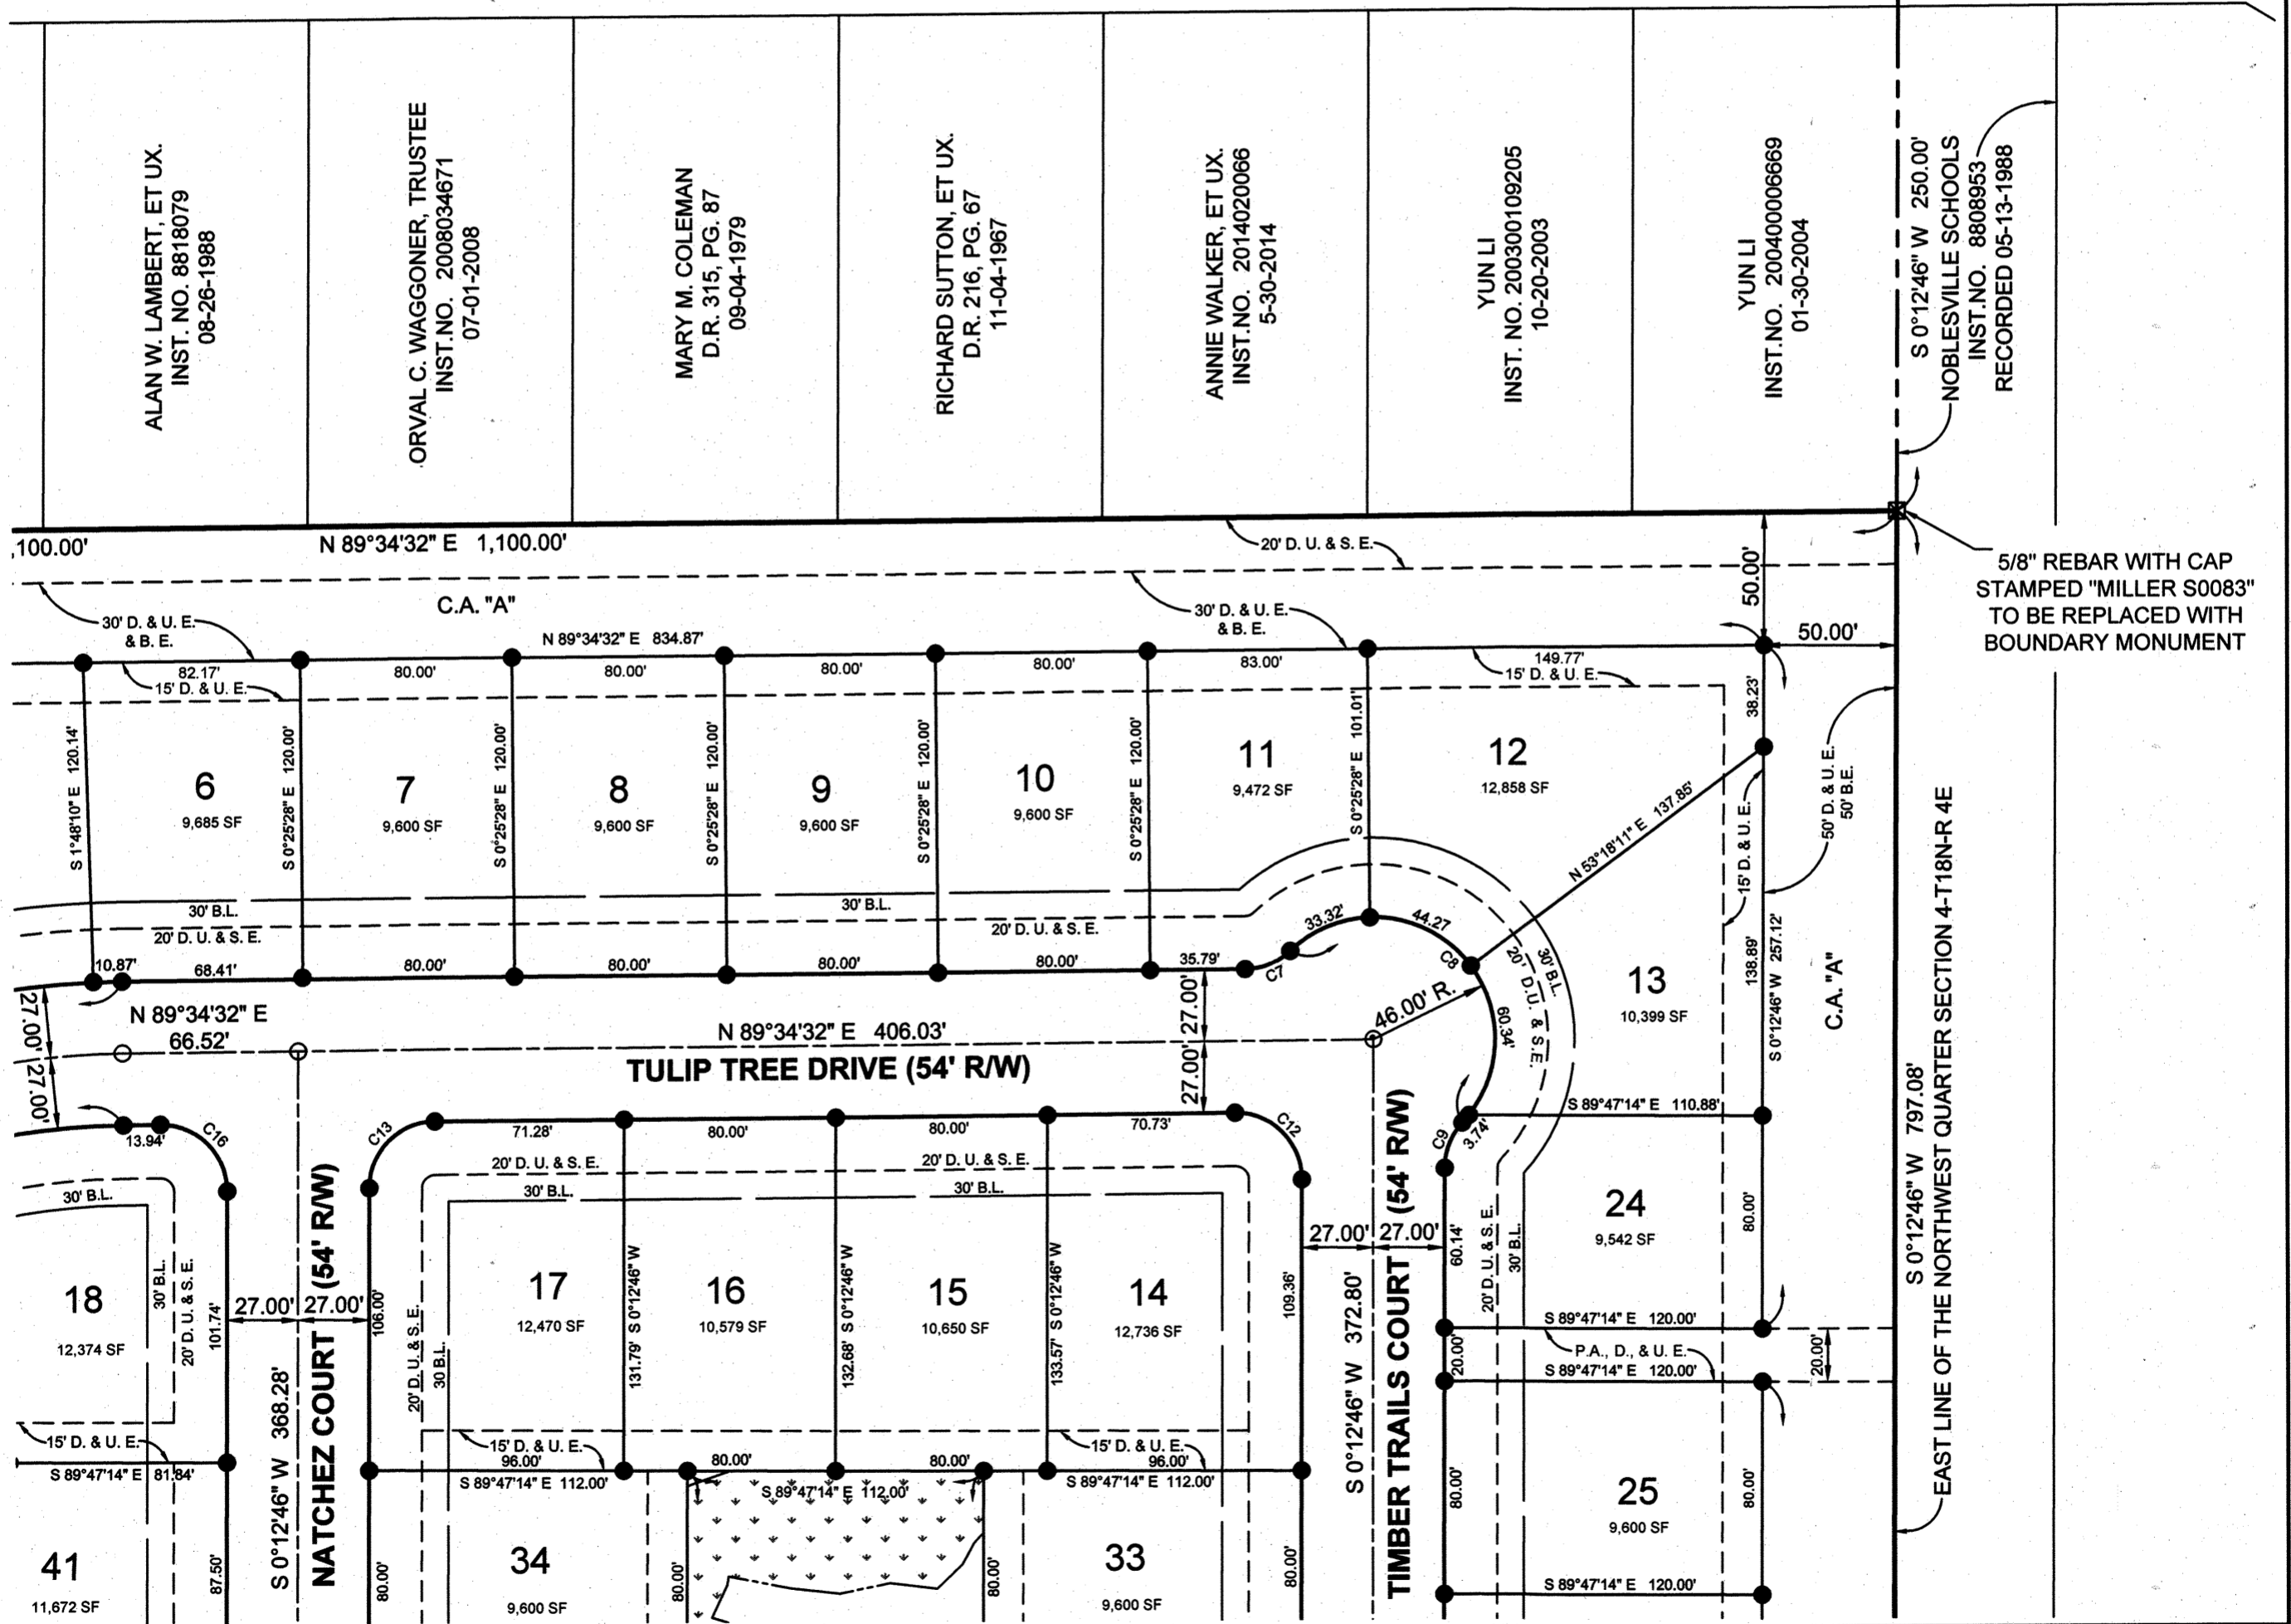 ALAN W. LAMBERT, ET UX.
INST. NO. 8818079
08-26-1988
ORVAL C. WAGGONER, TRUSTEE
INST.NO. 2008034671
07-01-2008
MARY M. COLEMAN
D.R. 315, PG. 87
09-04-1979
RICHARD SUTTON, ET UX.
D.R. 216, PG. 67
11-04-1967
ANNIE WALKER, ET UX.
INST.NO. 2014020066
5-30-2014
YUN LI
INST. NO. 200300109205
10-20-2003
YUN LI
INST.NO. 200400006669
01-30-2004
S 0°12'46" W 250.00'
NOBLESVILLE SCHOOLS
INST.NO. 8808953
RECORDED 05-13-1988
,100.00'
N 89°34'32" E 1,100.00'
20' D. U. & S. E.
50.00'
5/8" REBAR WITH CAP
STAMPED "MILLER S0083"
TO BE REPLACED WITH
BOUNDARY MONUMENT
C.A. "A"
30' D. & U. E.
& B. E.
30' D. & U. E.
& B. E.
N 89°34'32" E 834.87'
50.00'
82.17'
80.00'
80.00'
80.00'
80.00'
83.00'
149.77'
15' D. & U. E.
15' D. & U. E.
38.23'
S 1°48'10" E 120.14'
S 0°25'28" E 120.00'
S 0°25'28" E 120.00'
S 0°25'28" E 120.00'
S 0°25'28" E 120.00'
S 0°25'28" E 120.00'
S 0°25'28" E 101.01'
6
9,685 SF
7
9,600 SF
8
9,600 SF
9
9,600 SF
10
9,600 SF
11
9,472 SF
12
12,858 SF
N 53°18'11" E 137.85'
15' D. & U. E.
50' D. & U. E.
50' B.E.
30' B.L.
30' B.L.
20' D. U. & S. E.
20' D. U. & S. E.
10.87'
68.41'
80.00'
80.00'
80.00'
80.00'
35.79'
C7
33.32'
44.27
C8
60.34'
20' D.U. & S.E.
30' B.L.
46.00' R.
13
10,399 SF
138.89'
S 0°12'46" W 257.12'
C.A. "A"
27.00'
27.00'
N 89°34'32" E
66.52'
N 89°34'32" E 406.03'
27.00'
27.00'
TULIP TREE DRIVE (54' R/W)
S 0°12'46" W 797.08'
EAST LINE OF THE NORTHWEST QUARTER SECTION 4-T18N-R 4E
13.94'
C16
C13
71.28'
80.00'
80.00'
70.73'
C12
C9
3.74'
S 89°47'14" E 110.88'
20' D. U. & S. E.
20' D. U. & S. E.
30' B.L.
30' B.L.
30' B.L.
18
12,374 SF
30' B.L.
20' D. U. & S. E.
101.74'
27.00'
27.00'
106.00'
20' D. U. & S. E.
30' B.L.
17
12,470 SF
131.79' S 0°12'46" W
16
10,579 SF
132.68' S 0°12'46" W
15
10,650 SF
133.57' S 0°12'46" W
14
12,736 SF
109.36'
27.00'
27.00'
60.14'
20' D. U. & S. E.
30' B.L.
24
9,542 SF
80.00'
S 89°47'14" E 120.00'
P.A., D., & U. E.
20.00'
20.00'
S 89°47'14" E 120.00'
S 0°12'46" W 368.28'
NATCHEZ COURT (54' R/W)
S 0°12'46" W 372.80'
TIMBER TRAILS COURT (54' R/W)
15' D. & U. E.
S 89°47'14" E 81.84'
15' D. & U. E.
96.00'
80.00'
80.00'
15' D. & U. E.
96.00'
S 89°47'14" E 112.00'
S 89°47'14" E 112.00'
S 89°47'14" E 112.00'
41
11,672 SF
87.50'
80.00'
34
9,600 SF
80.00'
80.00'
33
9,600 SF
80.00'
80.00'
25
9,600 SF
80.00'
S 89°47'14" E 120.00'